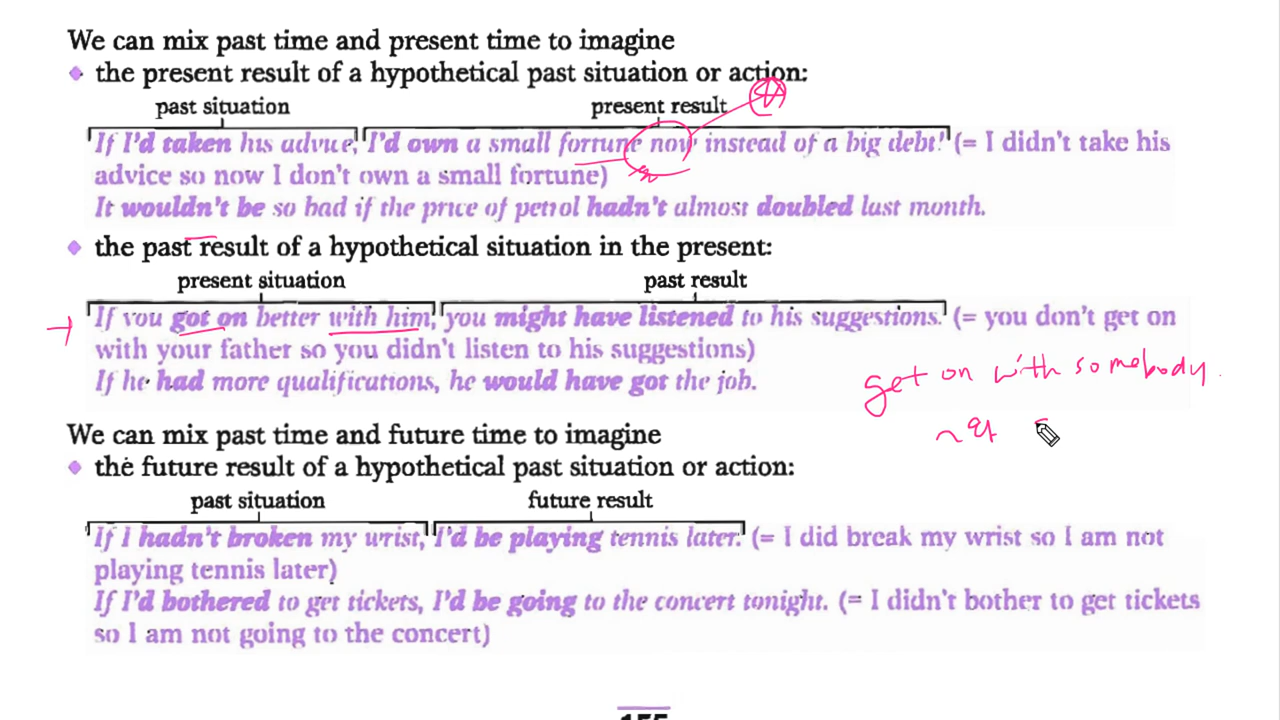 We can mix past time and present time to imagine
◆ the present result of a hypothetical past situation or action:
past situation present result
If I'd taken his advice, I'd own a small fortune now instead of a big debt! (= I didn't take his
advice so now I don't own a small fortune)
It wouldn't be so bad if the price of petrol hadn't almost doubled last month.
◆ the past result of a hypothetical situation in the present:
present situation past result
If you got on better with him, you might have listened to his suggestions. (= you don't get on
with your father so you didn't listen to his suggestions)
If he had more qualifications, he would have got the job.
get on with somebody.
We can mix past time and future time to imagine
◆ the future result of a hypothetical past situation or action:
past situation future result
If I hadn't broken my wrist, I'd be playing tennis later. (= I did break my wrist so I am not
playing tennis later)
If I'd bothered to get tickets, I'd be going to the concert tonight. (= I didn't bother to get tickets
so I am not going to the concert)